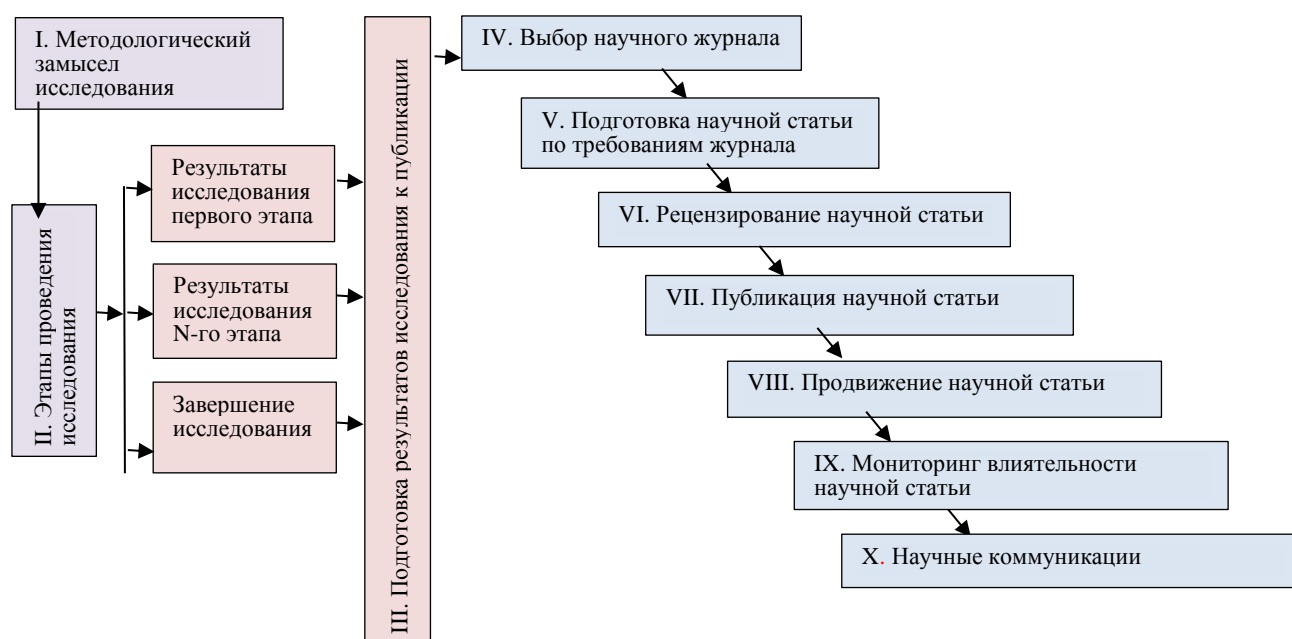 I. Методологический
замысел
исследования
II. Этапы проведения
исследования
Результаты
исследования
первого этапа
Результаты
исследования
N-го этапа
Завершение
исследования
III. Подготовка результатов исследования к публикации
IV. Выбор научного журнала
V. Подготовка научной статьи
по требованиям журнала
VI. Рецензирование научной статьи
VII. Публикация научной статьи
VIII. Продвижение научной статьи
IX. Мониторинг влиятельности
научной статьи
X. Научные коммуникации